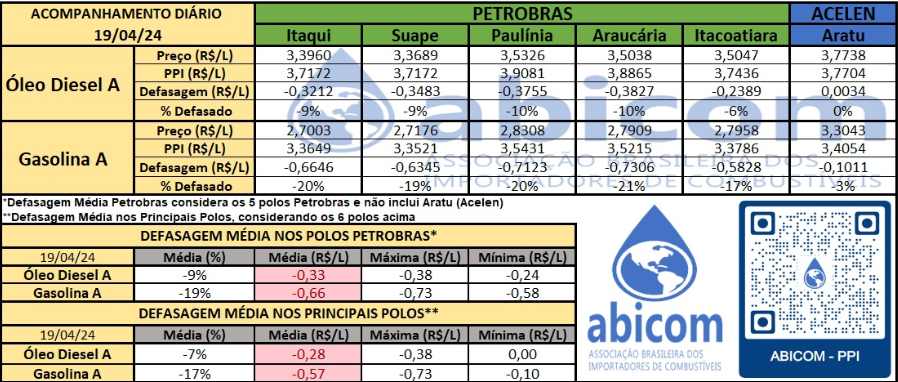 ACOMPANHAMENTO DIÁRIO PETROBRAS ACELEN
19/04/24 Itaqui Suape Paulínia Araucária Itacoatiara Aratu
Óleo Diesel A
Preço (R$/L) 3,3960 3,3689 3,5326 3,5038 3,5047 3,7738
PPI (R$/L) 3,7172 3,7172 3,9081 3,8865 3,7436 3,7704
Defasagem (R$/L) -0,3212 -0,3483 -0,3755 -0,3827 -0,2389 0,0034
% Defasado -9% -9% -10% -10% -6% 0%
Gasolina A
Preço (R$/L) 2,7003 2,7176 2,8308 2,7909 2,7958 3,3043
PPI (R$/L) 3,3649 3,3521 3,5431 3,5215 3,3786 3,4054
Defasagem (R$/L) -0,6646 -0,6345 -0,7123 -0,7306 -0,5828 -0,1011
% Defasado -20% -19% -20% -21% -17% -3%
abicom
ASSOCIAÇÃO BRASILEIRA DOS
IMPORTADORES DE COMBUSTÍVEIS
*Defasagem Média Petrobras considera os 5 polos Petrobras e não inclui Aratu (Acelen)
**Defasagem Média nos Principais Polos, considerando os 6 polos acima
DEFASAGEM MÉDIA NOS POLOS PETROBRAS*
19/04/24 Média (%) Média (R$/L) Máxima (R$/L) Mínima (R$/L)
Óleo Diesel A -9% -0,33 -0,38 -0,24
Gasolina A -19% -0,66 -0,73 -0,58
DEFASAGEM MÉDIA NOS PRINCIPAIS POLOS**
19/04/24 Média (%) Média (R$/L) Máxima (R$/L) Mínima (R$/L)
Óleo Diesel A -7% -0,28 -0,38 0,00
Gasolina A -17% -0,57 -0,73 -0,10
abicom
ASSOCIAÇÃO BRASILEIRA DOS
IMPORTADORES DE COMBUSTÍVEIS
ABICOM - PPI